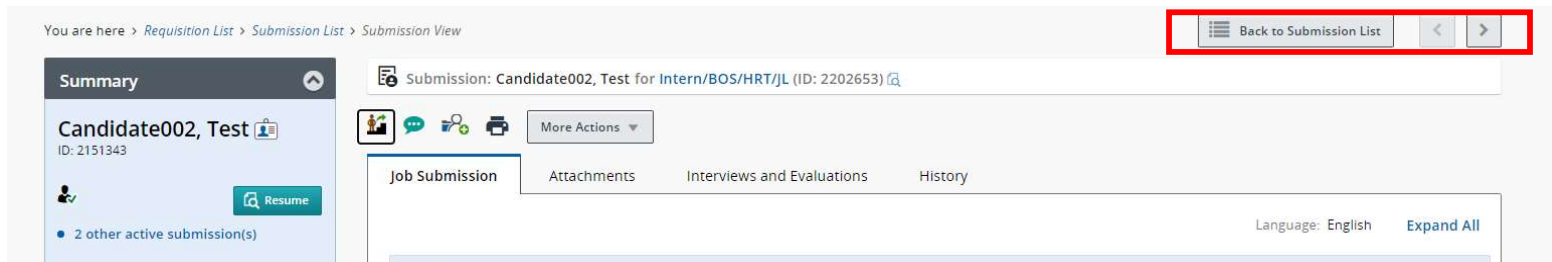 You are here > Requisition List > Submission List > Submission View
Back to Submission List < >
Summary
Submission: Candidate002, Test for Intern/BOS/HRT/JL (ID: 2202653)
Candidate002, Test
ID: 2151343
More Actions
Job Submission Attachments Interviews and Evaluations History
Resume
2 other active submission(s)
Language: English Expand All